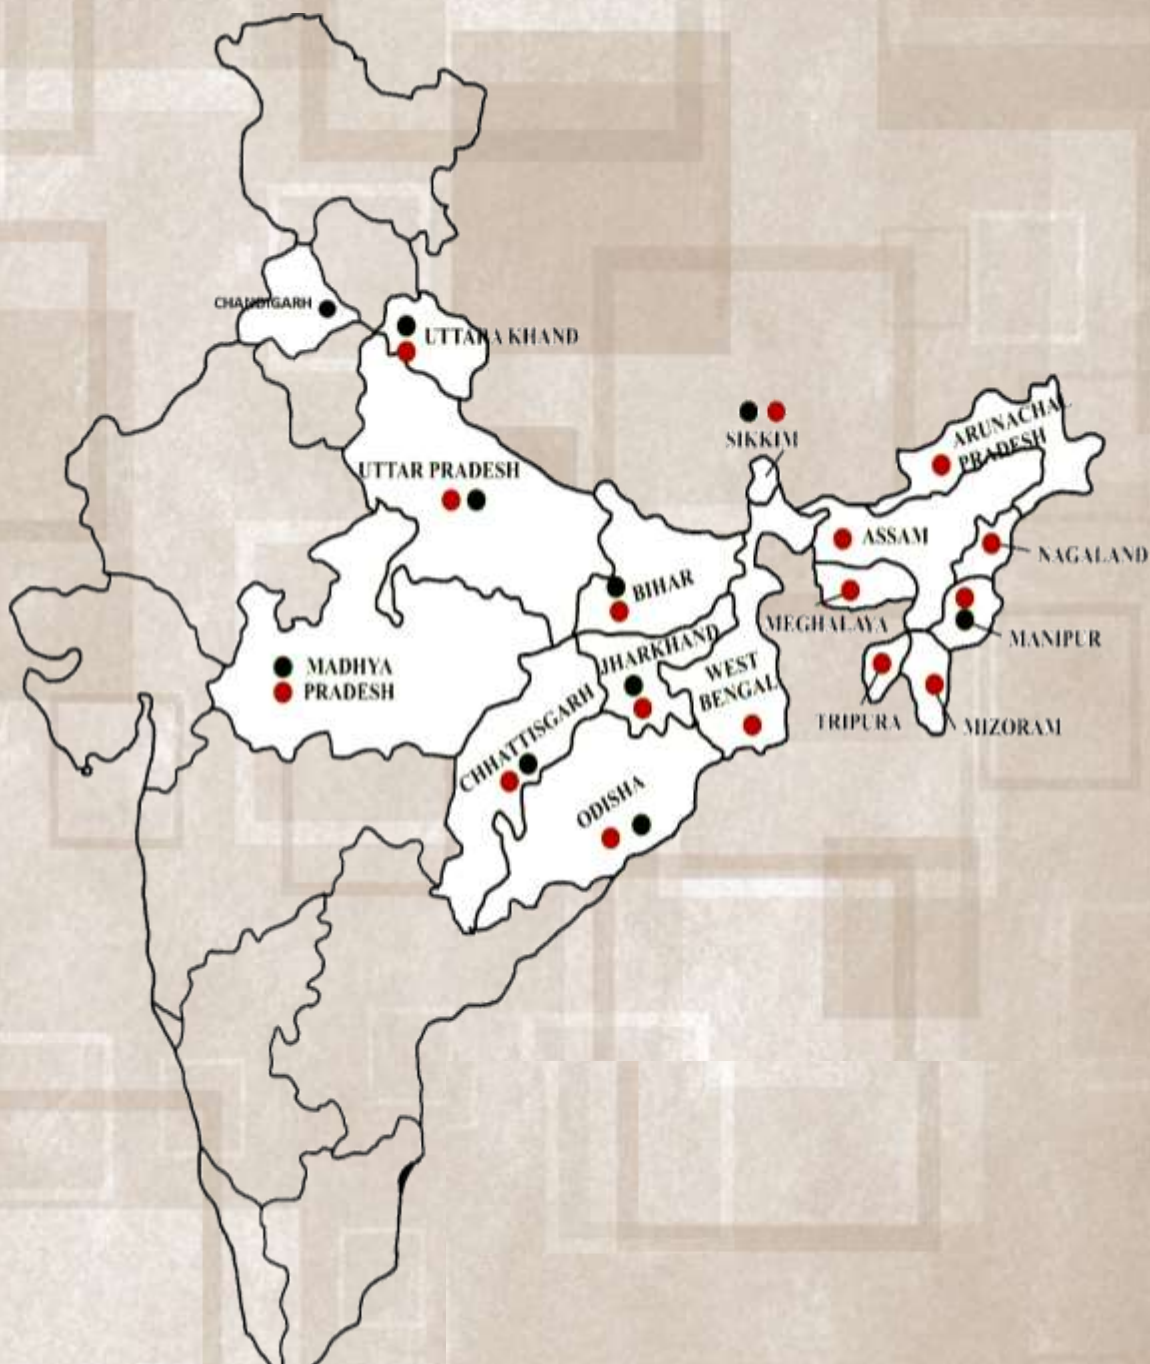 CHANDIGARH
UTTARA KHAND
SIKKIM
ARUNACHAL
PRADESH
UTTAR PRADESH
ASSAM
NAGALAND
BIHAR
MEGHALAYA
MANIPUR
JHARKHAND
MADHYA
PRADESH
WEST
BENGAL
CHHATTISGARH
TRIPURA
MIZORAM
ODISHA